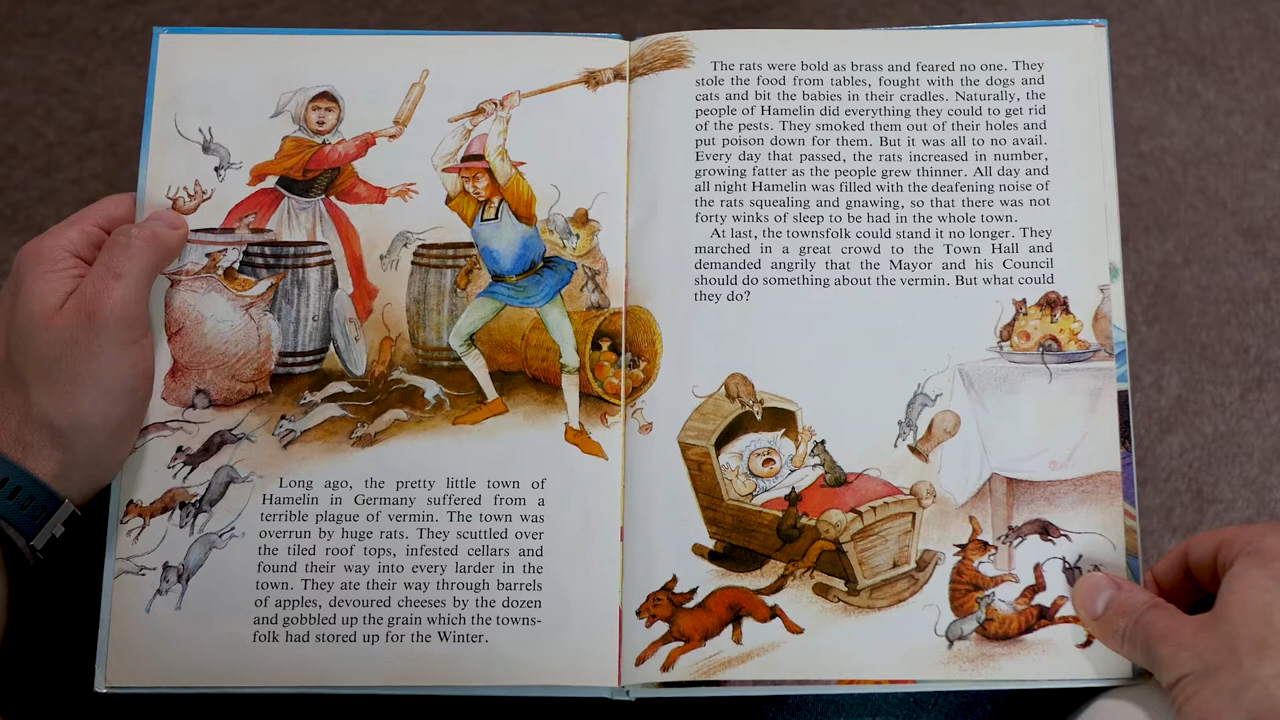 Long ago, the pretty little town of
Hamelin in Germany suffered from a
terrible plague of vermin. The town was
overrun by huge rats. They scuttled over
the tiled roof tops, infested cellars and
found their way into every larder in the
town. They ate their way through barrels
of apples, devoured cheeses by the dozen
and gobbled up the grain which the towns-
folk had stored up for the Winter.
The rats were bold as brass and feared no one. They
stole the food from tables, fought with the dogs and
cats and bit the babies in their cradles. Naturally, the
people of Hamelin did everything they could to get rid
of the pests. They smoked them out of their holes and
put poison down for them. But it was all to no avail.
Every day that passed, the rats increased in number,
growing fatter as the people grew thinner. All day and
all night Hamelin was filled with the deafening noise of
the rats squealing and gnawing, so that there was not
forty winks of sleep to be had in the whole town.
At last, the townsfolk could stand it no longer. They
marched in a great crowd to the Town Hall and
demanded angrily that the Mayor and his Council
should do something about the vermin. But what could
they do?